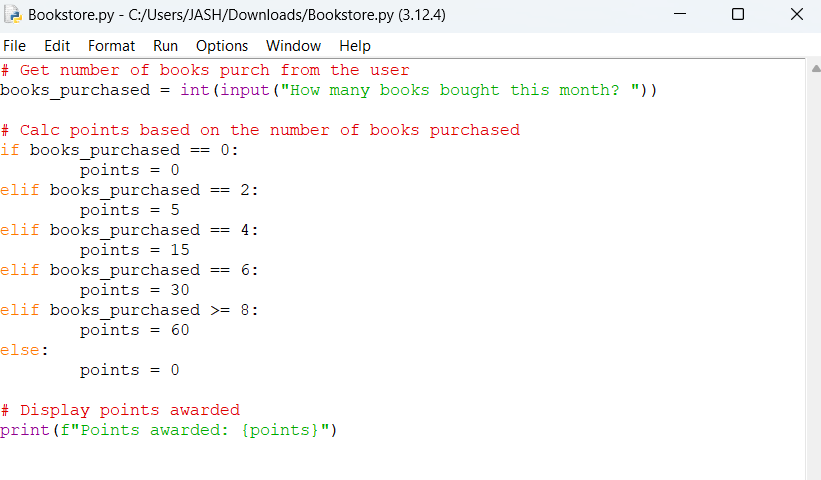 Bookstore.py - C:/Users/JASH/Downloads/Bookstore.py (3.12.4)
File Edit Format Run Options Window Help
# Get number of books purch from the user
books_purchased = int(input("How many books bought this month? "))

# Calc points based on the number of books purchased
if books_purchased == 0:
        points = 0
elif books_purchased == 2:
        points = 5
elif books_purchased == 4:
        points = 15
elif books_purchased == 6:
        points = 30
elif books_purchased >= 8:
        points = 60
else:
        points = 0

# Display points awarded
print(f"Points awarded: {points}")